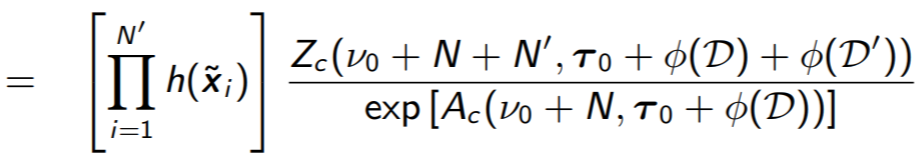 = [∏_{i=1}^{N′} h(x̃_i)] Z_c(ν_0 + N + N′, τ_0 + ϕ(𝒟) + ϕ(𝒟′)) / exp [A_c(ν_0 + N, τ_0 + ϕ(𝒟))]